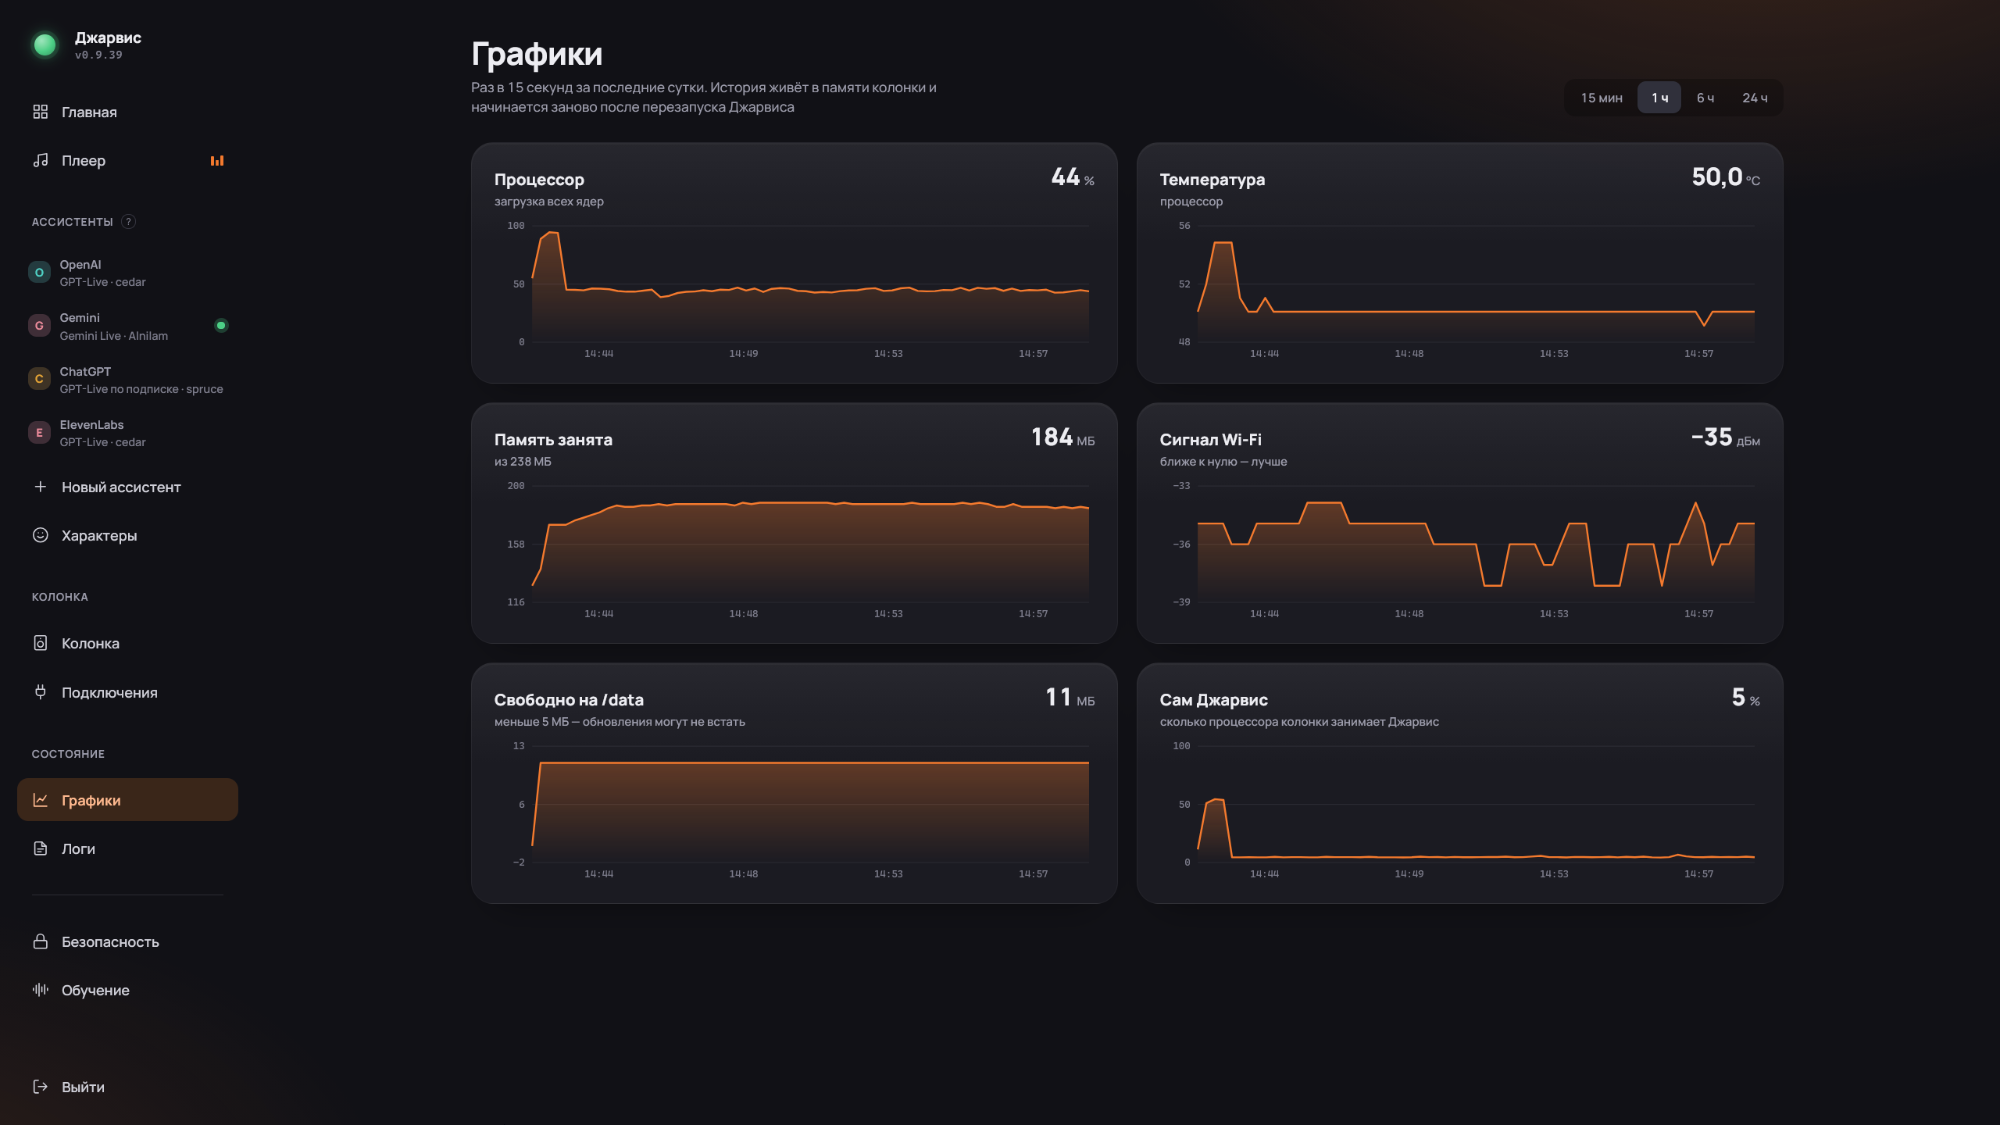 Джарвис
v0.9.39
Главная
Плеер
АССИСТЕНТЫ ?
O OpenAI
GPT-Live · cedar
G Gemini
Gemini Live · Alnilam
C ChatGPT
GPT-Live по подписке · spruce
E ElevenLabs
GPT-Live · cedar
Новый ассистент
Характеры
КОЛОНКА
Колонка
Подключения
СОСТОЯНИЕ
Графики
Логи
Безопасность
Обучение
Выйти
Графики
Раз в 15 секунд за последние сутки. История живёт в памяти колонки и
начинается заново после перезапуска Джарвиса
15 мин 1 ч 6 ч 24 ч
Процессор 44 %
загрузка всех ядер
100
50
0
14:44 14:49 14:53 14:57
Температура 50,0 °C
процессор
56
52
48
14:44 14:48 14:53 14:57
Память занята 184 МБ
из 238 МБ
200
158
116
14:44 14:48 14:53 14:57
Сигнал Wi-Fi −35 дБм
ближе к нулю — лучше
−33
−36
−39
14:44 14:48 14:53 14:57
Свободно на /data 11 МБ
меньше 5 МБ — обновления могут не встать
13
6
−2
14:44 14:48 14:53 14:57
Сам Джарвис 5 %
сколько процессора колонки занимает Джарвис
100
50
0
14:44 14:49 14:53 14:57